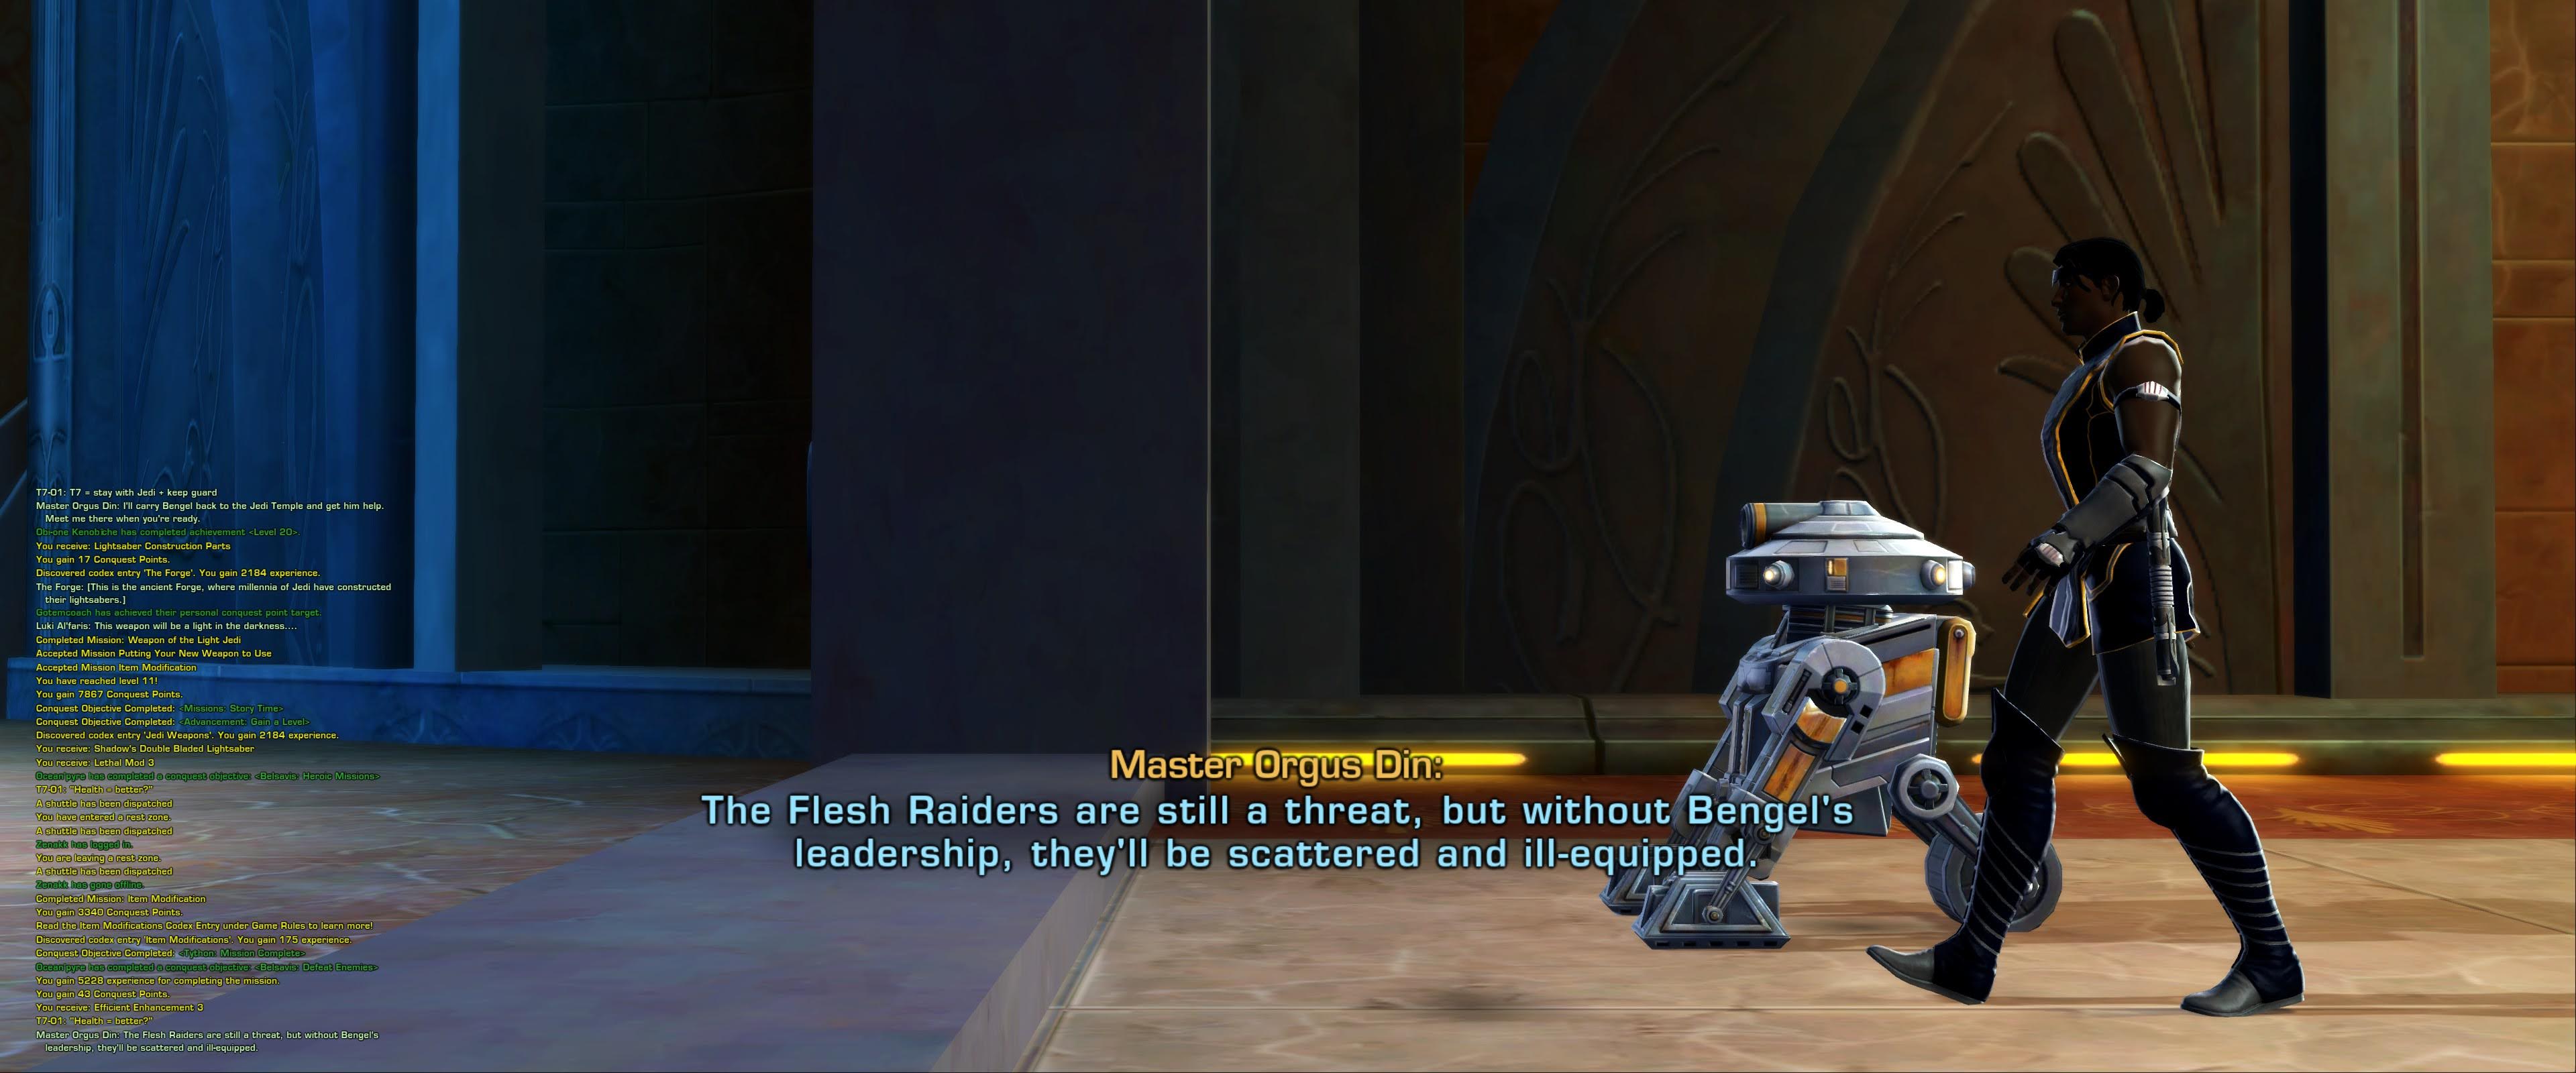 T7-01: T7 = stay with Jedi + keep guard
Master Orgus Din: I'll carry Bengel back to the Jedi Temple and get him help.
Meet me there when you're ready.
Ob-one Kenobiche has completed achievement <Level 20>.
You receive: Lightsaber Construction Parts
You gain 17 Conquest Points.
Discovered codex entry 'The Forge'. You gain 2184 experience.
The Forge: [This is the ancient Forge, where millennia of Jedi have constructed
their lightsabers.]
Gotemcoach has achieved their personal conquest point target.
Luki Al'faris: This weapon will be a light in the darkness....
Completed Mission: Weapon of the Light Jedi
Accepted Mission Putting Your New Weapon to Use
Accepted Mission Item Modification
You have reached level 11!
You gain 7867 Conquest Points.
Conquest Objective Completed: <Missions: Story Time>
Conquest Objective Completed: <Advancement: Gain a Level>
Discovered codex entry 'Jedi Weapons'. You gain 2184 experience.
You receive: Shadow's Double Bladed Lightsaber
You receive: Lethal Mod 3
Ocean'pyre has completed a conquest objective: <Belsavis: Heroic Missions>
T7-01: "Health = better?"
A shuttle has been dispatched
You have entered a rest zone.
A shuttle has been dispatched
Zenakk has logged in.
You are leaving a rest zone.
A shuttle has been dispatched
Zenakk has gone offline.
Completed Mission: Item Modification
You gain 3340 Conquest Points.
Read the Item Modifications Codex Entry under Game Rules to learn more!
Discovered codex entry 'Item Modifications'. You gain 175 experience.
Conquest Objective Completed: <Tython: Mission Complete>
Ocean'pyre has completed a conquest objective: <Belsavis: Defeat Enemies>
You gain 5228 experience for completing the mission.
You gain 43 Conquest Points.
You receive: Efficient Enhancement 3
T7-01: "Health = better?"
Master Orgus Din: The Flesh Raiders are still a threat, but without Bengel's
leadership, they'll be scattered and ill-equipped.
Master Orgus Din:
The Flesh Raiders are still a threat, but without Bengel's
leadership, they'll be scattered and ill-equipped.